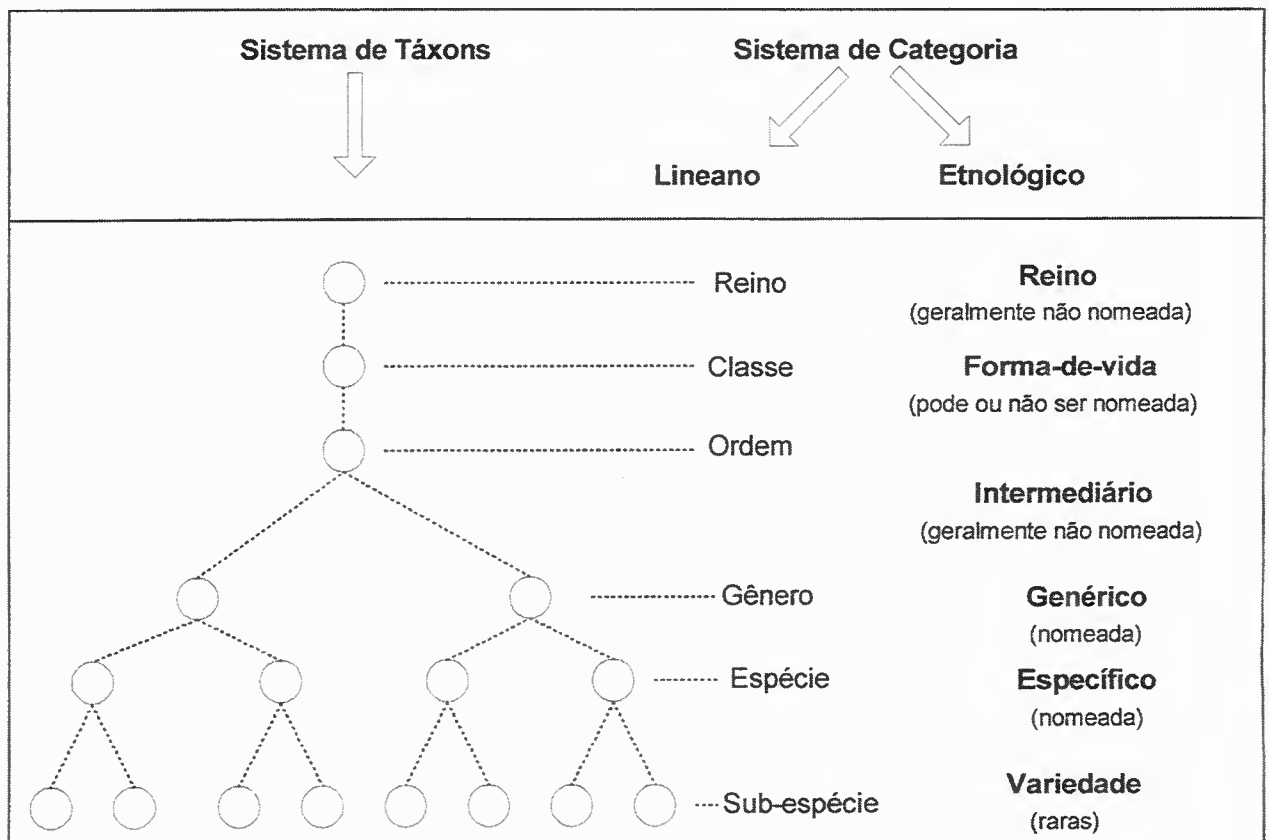 Sistema de Táxons
Sistema de Categoria
Lineano
Etnológico
Reino
Reino
(geralmente não nomeada)
Classe
Forma-de-vida
(pode ou não ser nomeada)
Ordem
Intermediário
(geralmente não nomeada)
Gênero
Genérico
(nomeada)
Espécie
Específico
(nomeada)
Sub-espécie
Variedade
(raras)